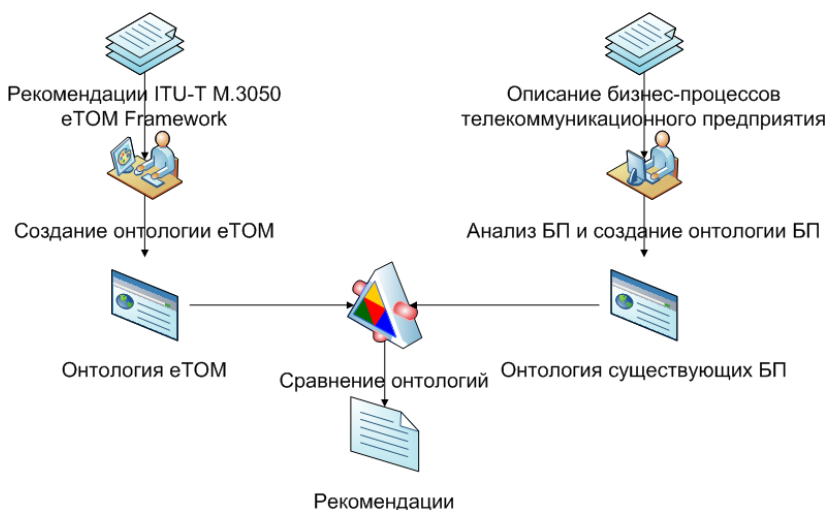 Рекомендации ITU-T M.3050
eTOM Framework
Описание бизнес-процессов
телекоммуникационного предприятия
Создание онтологии eTOM
Анализ БП и создание онтологии БП
Онтология eTOM
Сравнение онтологий
Онтология существующих БП
Рекомендации